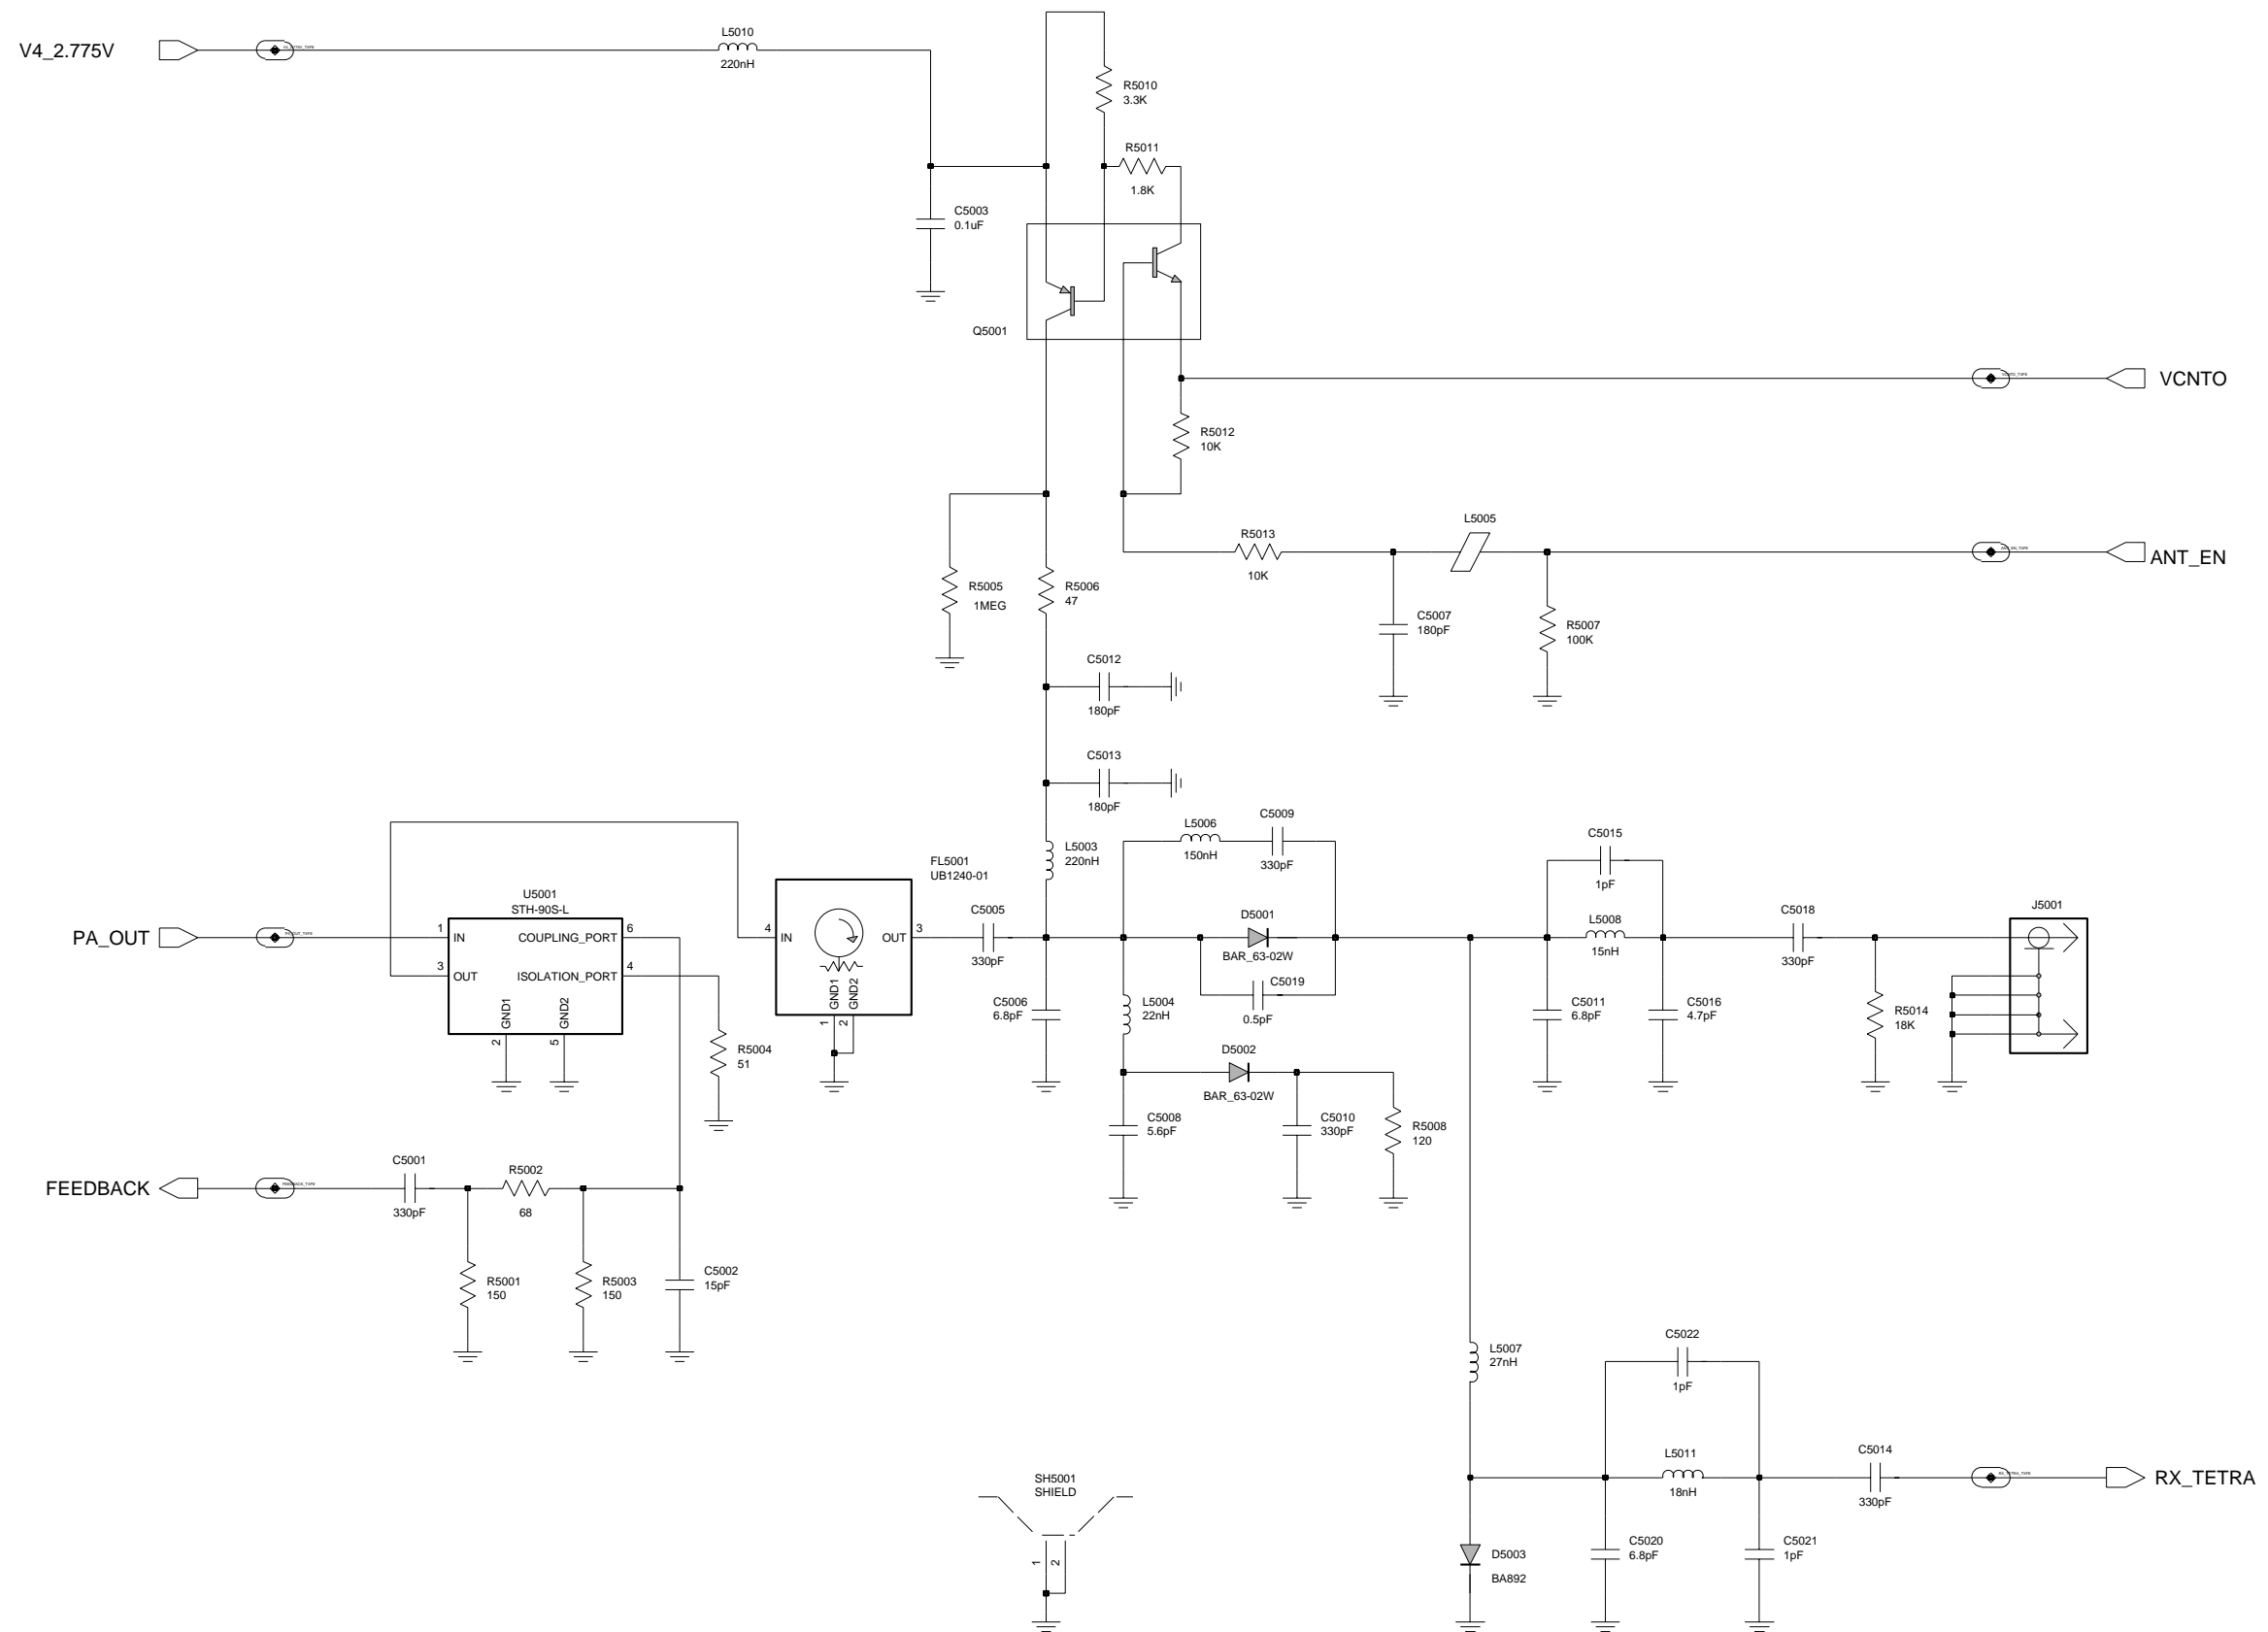 L5010
V4_2.775V
220nH
R5010
3.3K
R5011
1.8K
C5003
0.1uF
Q5001
VCNTO
R5012
10K
L5005
R5013
10K
ANT_EN
R5005
1MEG
R5006
47
C5007
180pF
R5007
100K
C5012
180pF
C5013
180pF
L5006
150nH
C5009
330pF
C5015
1pF
L5003
220nH
FL5001
UB1240-01
U5001
STH-90S-L
PA_OUT
1
IN
COUPLING_PORT
6
3
OUT
ISOLATION_PORT
4
GND1
GND2
2
5
4
IN
OUT
3
GND1
GND2
1
2
C5005
330pF
D5001
BAR_63-02W
L5008
15nH
C5018
330pF
J5001
C5019
0.5pF
C5006
6.8pF
L5004
22nH
C5011
6.8pF
C5016
4.7pF
R5014
18K
R5004
51
D5002
BAR_63-02W
C5008
5.6pF
C5010
330pF
R5008
120
FEEDBACK
C5001
330pF
R5002
68
R5001
150
R5003
150
C5002
15pF
L5007
27nH
C5022
1pF
L5011
18nH
C5014
330pF
RX_TETRA
SH5001
SHIELD
1
2
D5003
BA892
C5020
6.8pF
C5021
1pF